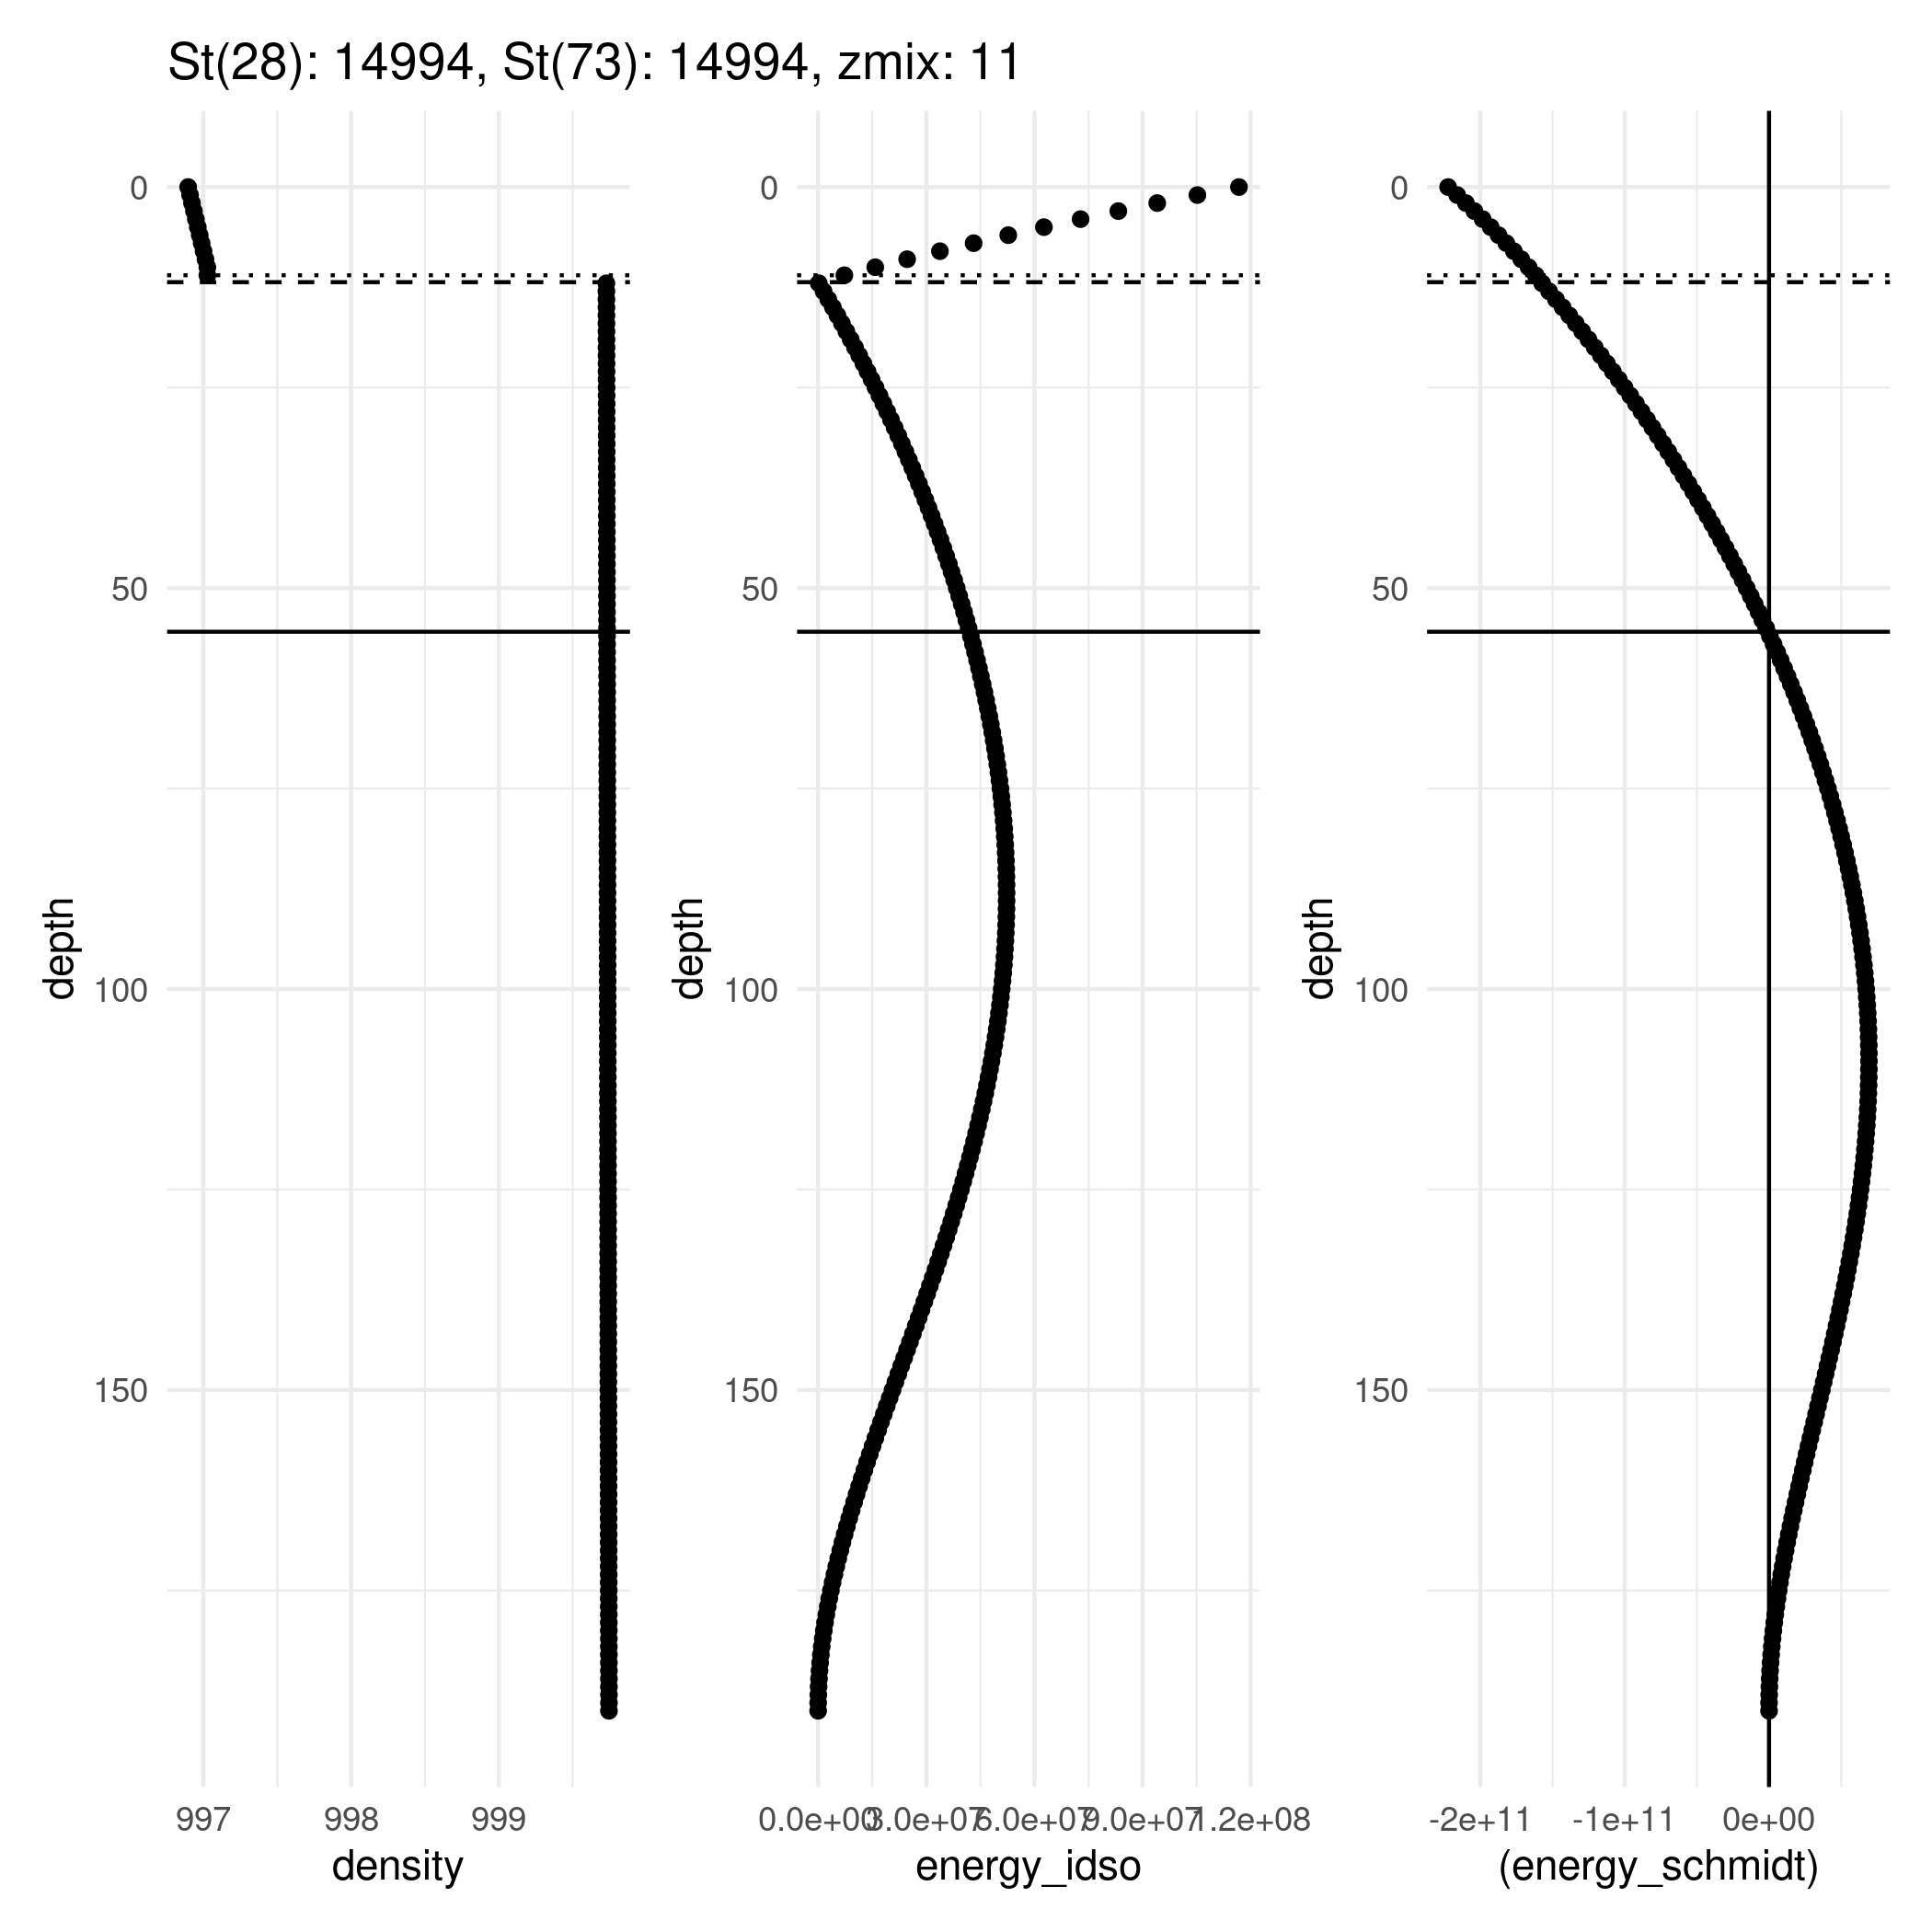 St(28): 14994, St(73): 14994, zmix: 11
0
50
100
150
depth
997 998 999
density
0
50
100
150
depth
0.0e+00 3.0e+07 6.0e+07 9.0e+07 1.2e+08
energy_idso
0
50
100
150
depth
-2e+11 -1e+11 0e+00
(energy_schmidt)